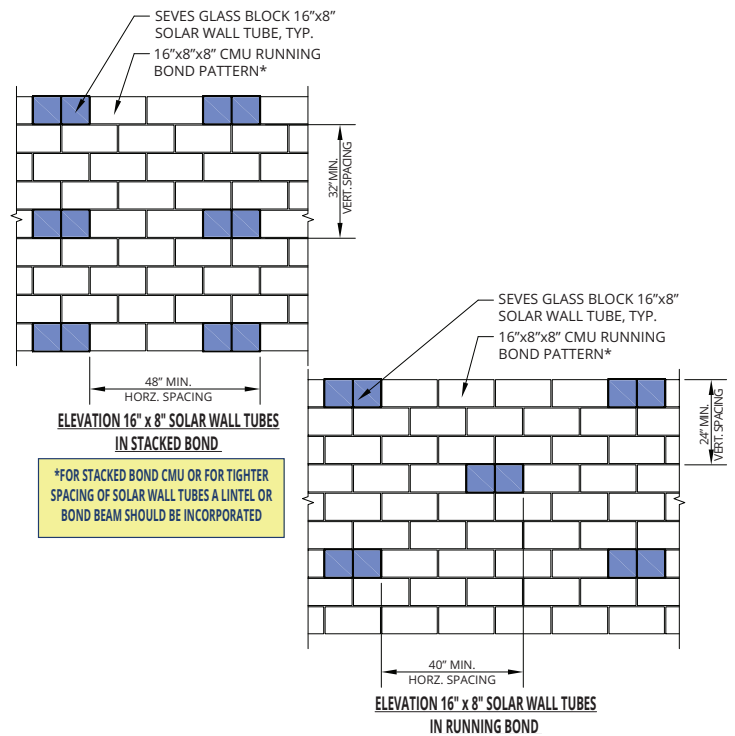 SEVES GLASS BLOCK 16”x8”
SOLAR WALL TUBE, TYP.
16”x8”x8” CMU RUNNING
BOND PATTERN*
32" MIN.
VERT. SPACING
48” MIN.
HORZ. SPACING
ELEVATION 16" x 8" SOLAR WALL TUBES
IN STACKED BOND
*FOR STACKED BOND CMU OR FOR TIGHTER
SPACING OF SOLAR WALL TUBES A LINTEL OR
BOND BEAM SHOULD BE INCORPORATED
SEVES GLASS BLOCK 16”x8”
SOLAR WALL TUBE, TYP.
16”x8”x8” CMU RUNNING
BOND PATTERN*
24” MIN.
VERT. SPACING
40” MIN.
HORZ. SPACING
ELEVATION 16" x 8" SOLAR WALL TUBES
IN RUNNING BOND